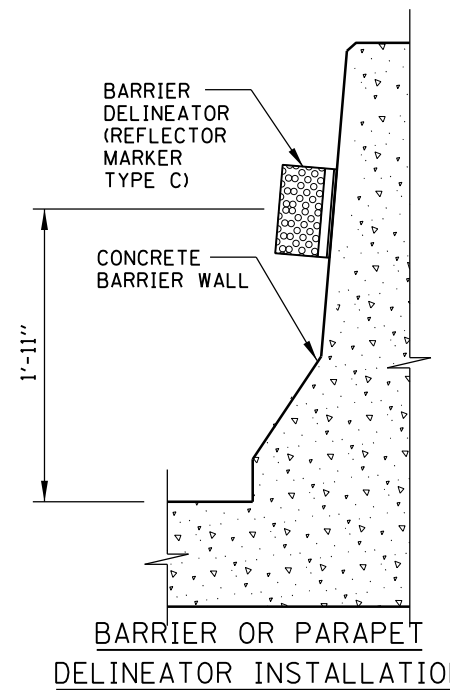 BARRIER
DELINEATOR
(REFLECTOR
MARKER
TYPE C)
CONCRETE
BARRIER WALL
1'-11"
BARRIER OR PARAPET
DELINEATOR INSTALLATIO